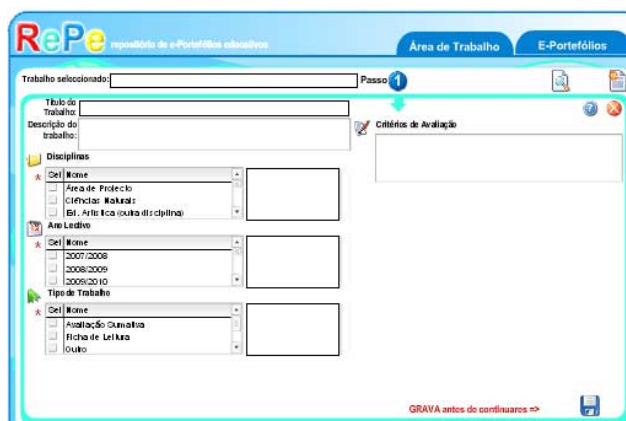 RePe repositório de e-Portefólios educativos
Área de Trabalho
E-Portefólios
Trabalho seleccionado:
Passo 1
Título do
Trabalho:
Descrição do
trabalho:
Critérios de Avaliação
Disciplinas
* Sel Nome
Área de Projecto
Ciências Naturais
Ed. Artística (outra disciplina)
Ano Lectivo
* Sel Nome
2007/2008
2008/2009
2009/2010
Tipo de Trabalho
* Sel Nome
Avaliação Sumativa
Ficha de Leitura
Outro
GRAVA antes de continuares =>